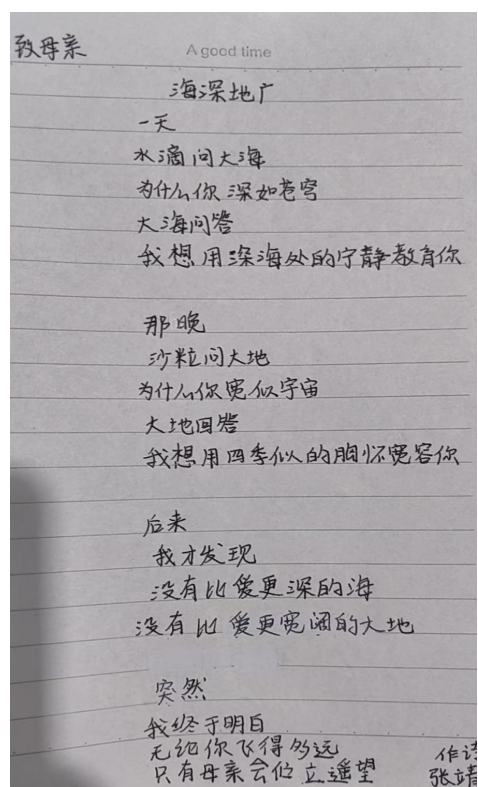 致母亲
A good time
海深地广
一天
水滴问大海
为什么你深如苍穹
大海问答
我想用深海处的宁静教育你
那晚
沙粒问大地
为什么你宽似宇宙
大地回答
我想用四季似的胸怀宽容你
后来
我才发现
没有比爱更深的海
没有比爱更宽阔的大地
突然
我终于明白
无论你飞得多远
只有母亲会伫立遥望
作诗
张靖